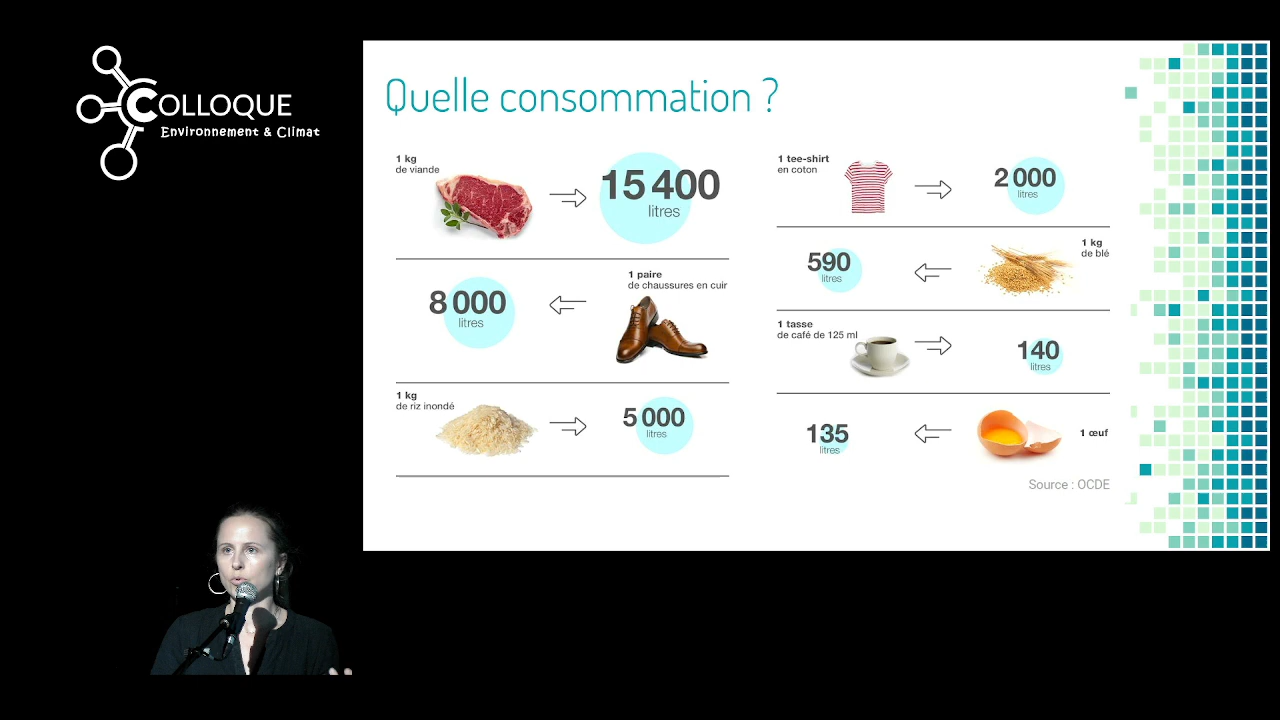 COLLOQUE
Environnement & Climat
Quelle consommation ?
1 kg
de viande
15 400
litres
8 000
litres
1 paire
de chaussures en cuir
1 kg
de riz inondé
5 000
litres
1 tee-shirt
en coton
2 000
litres
590
litres
1 kg
de blé
1 tasse
de café de 125 ml
140
litres
135
litres
1 œuf
Source : OCDE